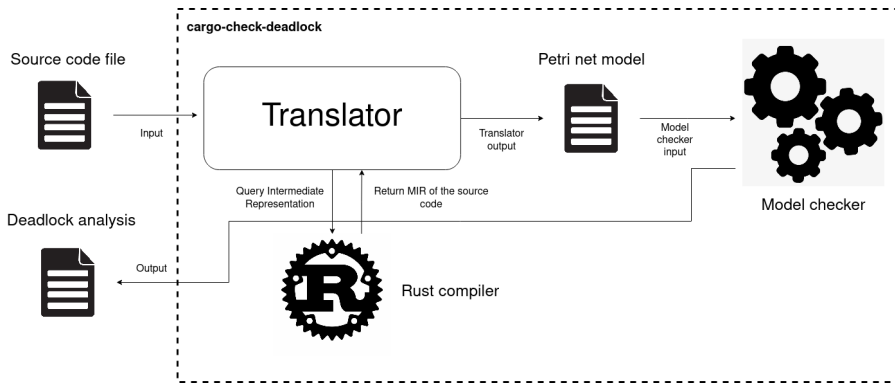 cargo-check-deadlock
Source code file
Petri net model
Translator
Input
Translator
output
Model
checker
input
Query Intermediate
Representation
Return MIR of the source
code
Model checker
Deadlock analysis
Output
R
Rust compiler